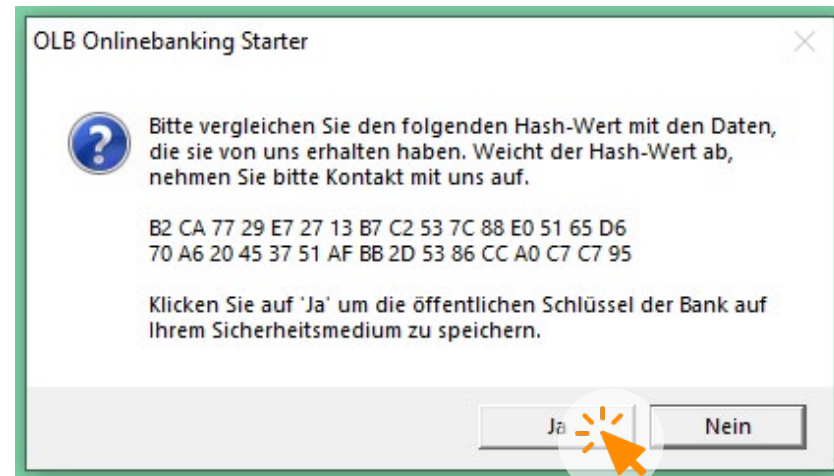 OLB Onlinebanking Starter
Bitte vergleichen Sie den folgenden Hash-Wert mit den Daten,
die sie von uns erhalten haben. Weicht der Hash-Wert ab,
nehmen Sie bitte Kontakt mit uns auf.
B2 CA 77 29 E7 27 13 B7 C2 53 7C 88 E0 51 65 D6
70 A6 20 45 37 51 AF BB 2D 53 86 CC A0 C7 C7 95
Klicken Sie auf 'Ja' um die öffentlichen Schlüssel der Bank auf
Ihrem Sicherheitsmedium zu speichern.
Ja
Nein